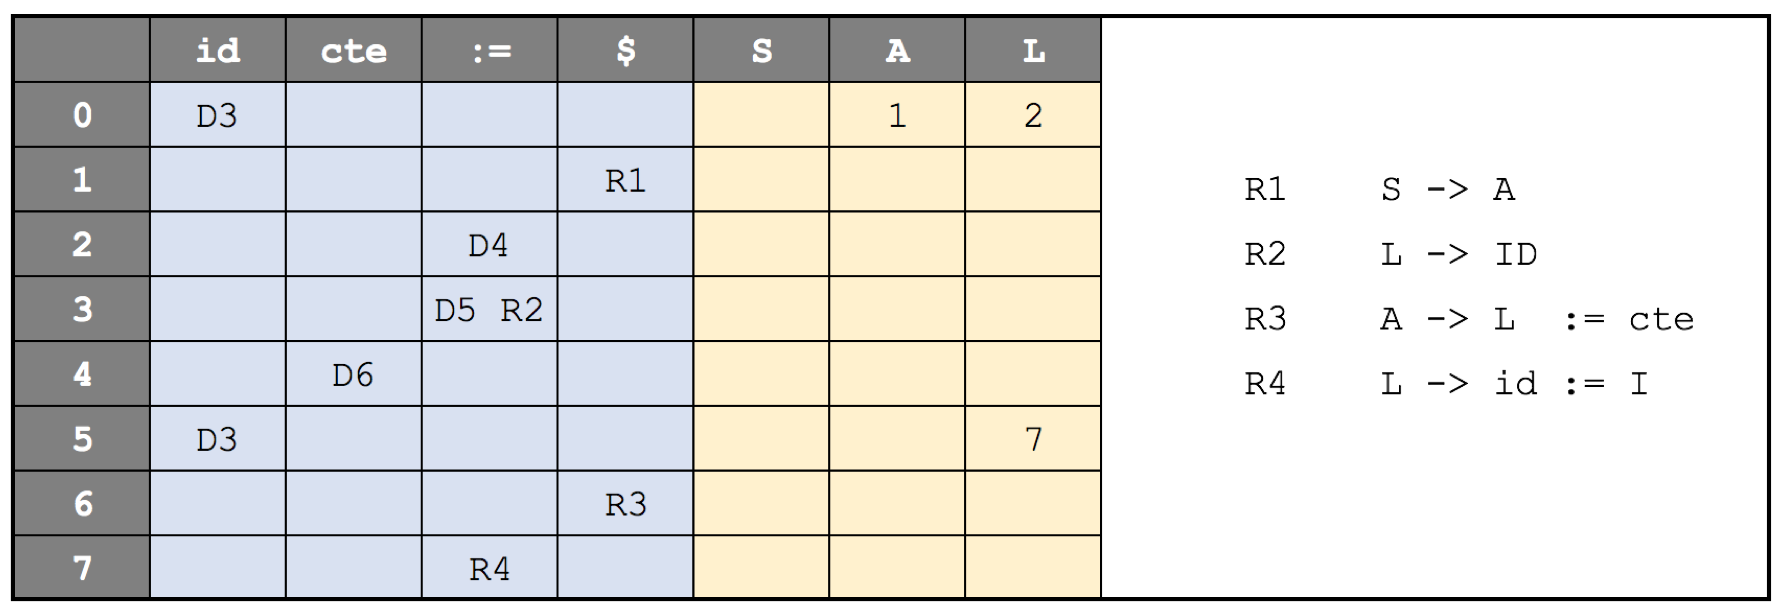 id cte := $ S A L
0 D3 1 2
1 R1
2 D4
3 D5 R2
4 D6
5 D3 7
6 R3
7 R4
R1 S -> A
R2 L -> ID
R3 A -> L := cte
R4 L -> id := I